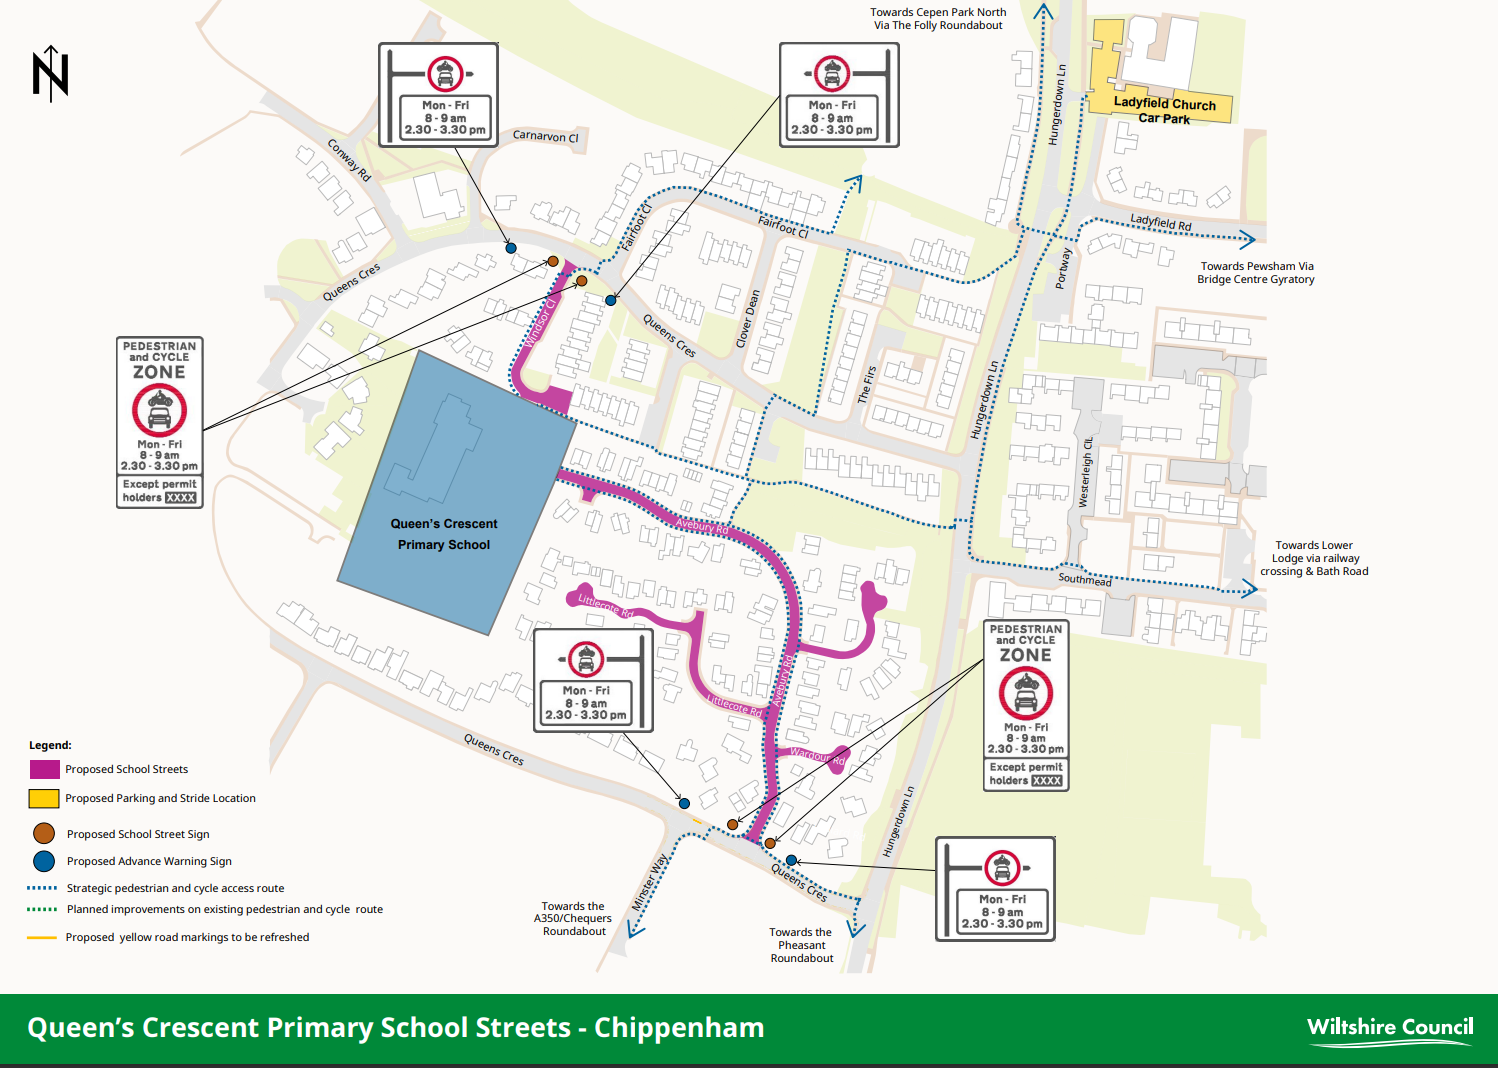 Towards Cepen Park North
Via The Folly Roundabout
N
Mon - Fri
8 - 9 am
2.30 - 3.30 pm
Mon - Fri
8 - 9 am
2.30 - 3.30 pm
Hungerdown Ln
Ladyfield Church
Car Park
Carnarvon Cl
Conway Rd
Fairfoot Cl
Fairfoot Cl
Ladyfield Rd
Queens Cres
Portway
Towards Pewsham Via
Bridge Centre Gyratory
Windsor Cl
Queens Cres
Clover Dean
The Firs
Hungerdown Ln
PEDESTRIAN
and CYCLE
ZONE
Mon - Fri
8 - 9 am
2.30 - 3.30 pm
Except permit
holders XXXX
Westerleigh Cl
Queen's Crescent
Primary School
Avebury Rd
Towards Lower
Lodge via railway
crossing & Bath Road
Southmead
Littlecote Rd
Mon - Fri
8 - 9 am
2.30 - 3.30 pm
PEDESTRIAN
and CYCLE
ZONE
Mon - Fri
8 - 9 am
2.30 - 3.30 pm
Except permit
holders XXXX
Avebury Rd
Littlecote Rd
Wardour Rd
Queens Cres
Hungerdown Ln
Legend:
Proposed School Streets
Proposed Parking and Stride Location
Proposed School Street Sign
Proposed Advance Warning Sign
Strategic pedestrian and cycle access route
Planned improvements on existing pedestrian and cycle route
Proposed yellow road markings to be refreshed
Minster Way
Queens Cres
Mon - Fri
8 - 9 am
2.30 - 3.30 pm
Towards the
A350/Chequers
Roundabout
Towards the
Pheasant
Roundabout
Queen's Crescent Primary School Streets - Chippenham
Wiltshire Council